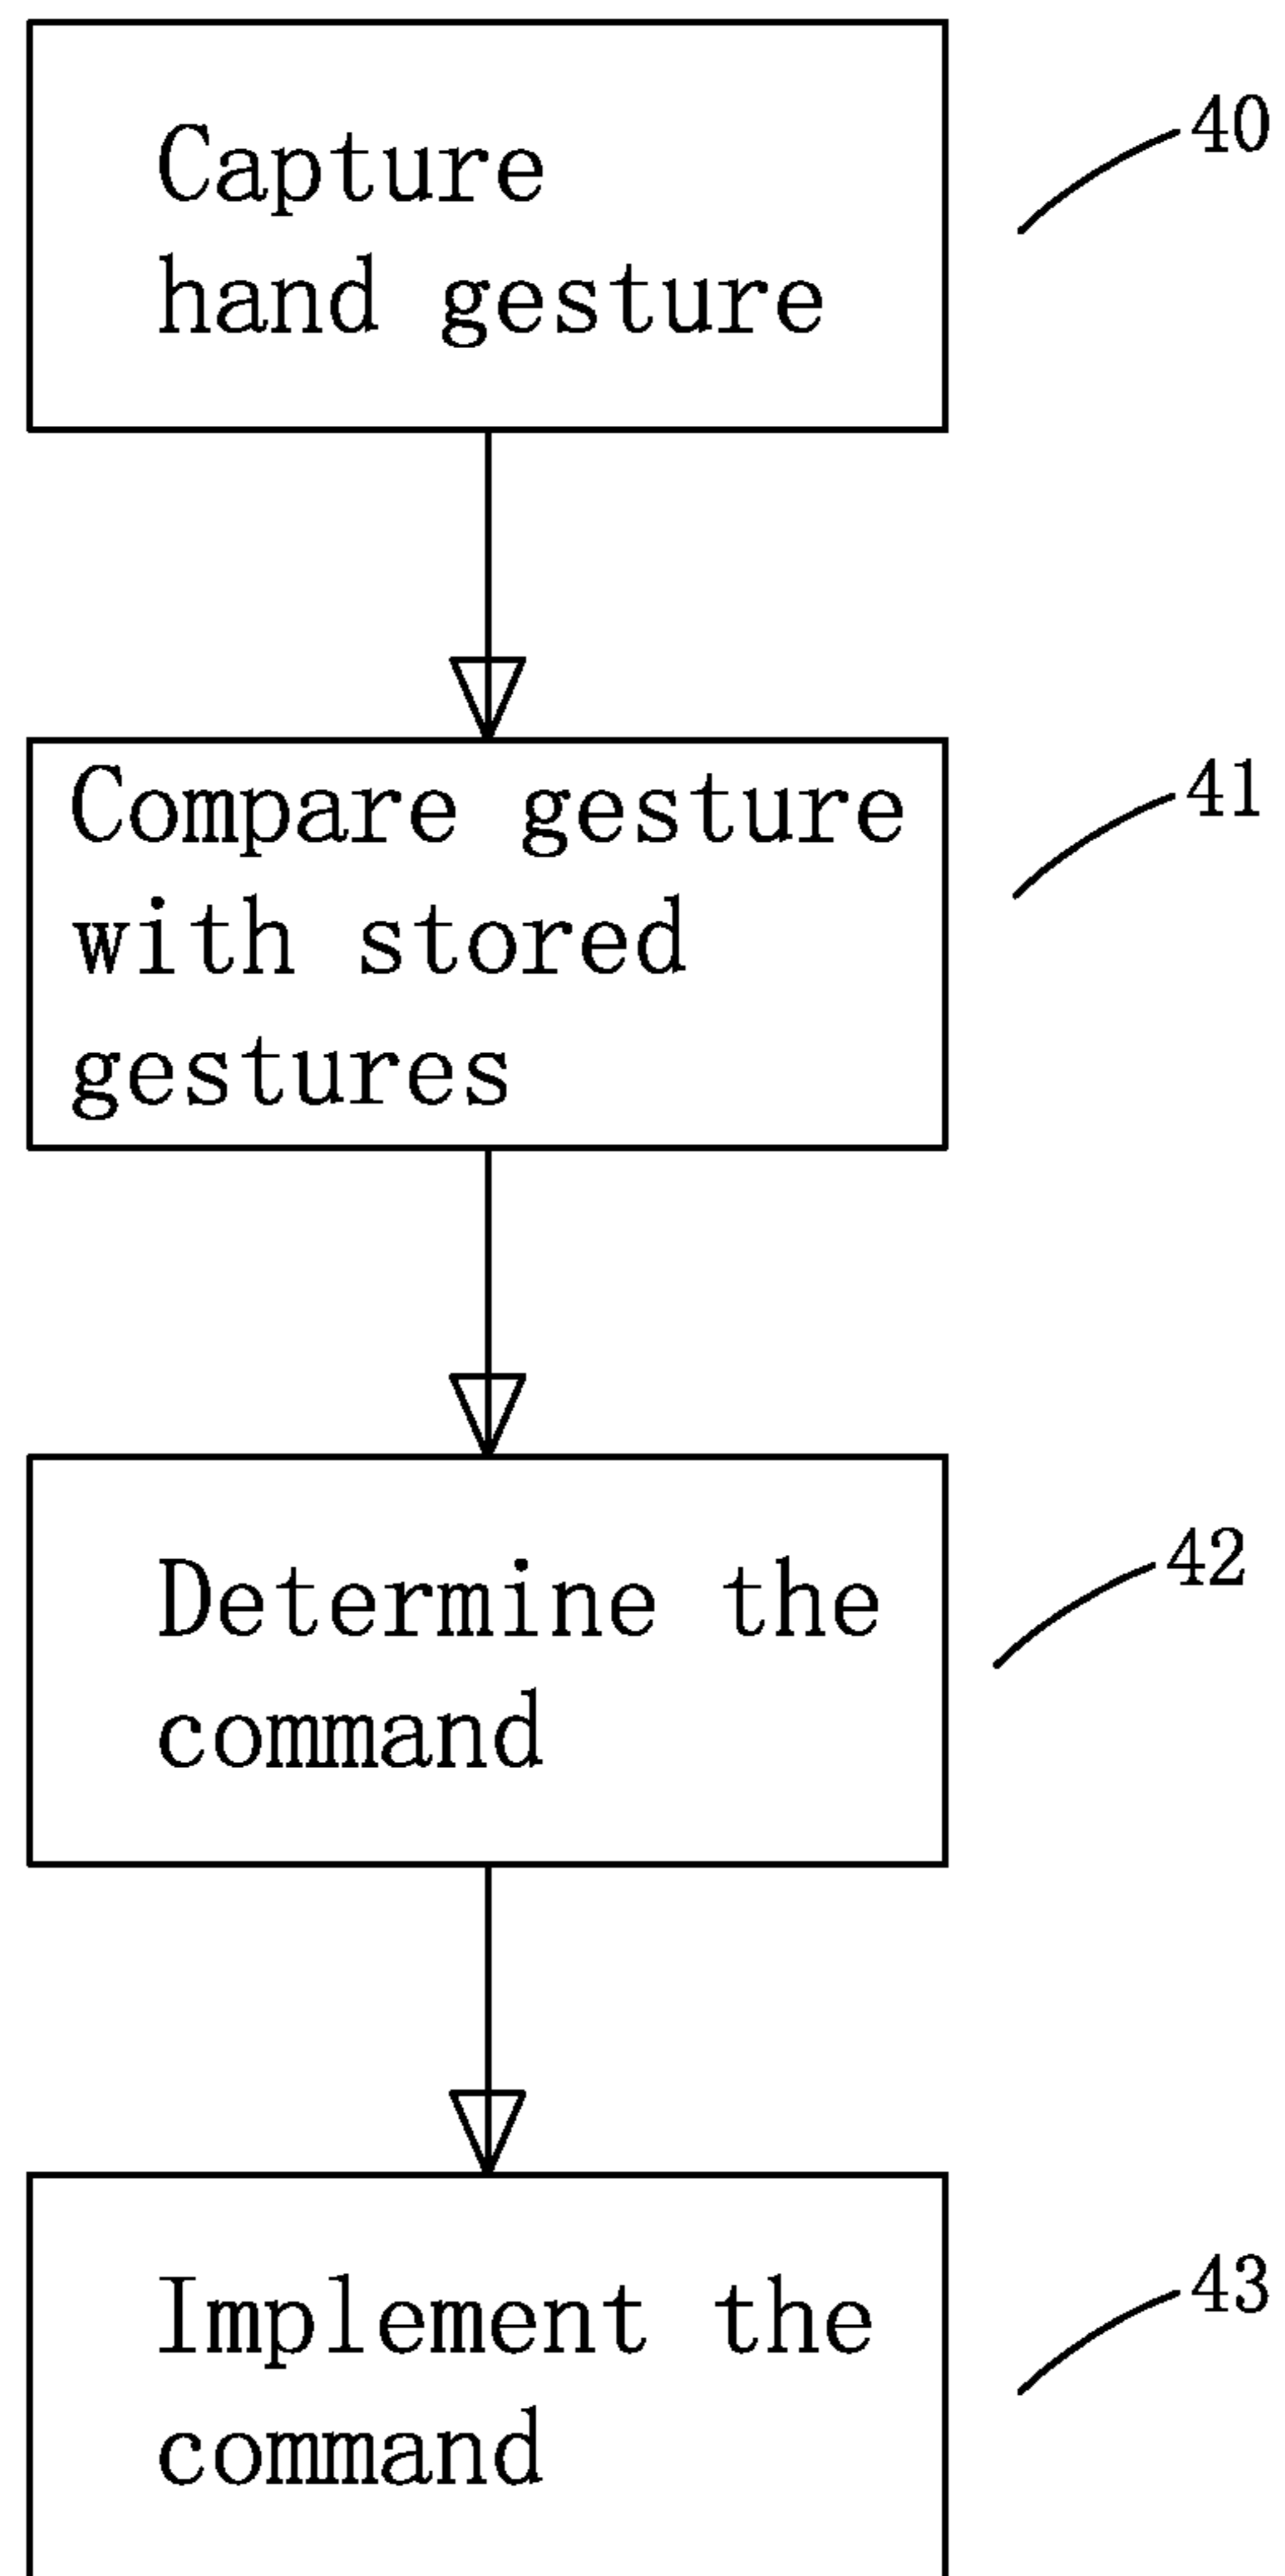 Capture
hand gesture
40
Compare gesture
with stored
gestures
41
Determine the
command
42
Implement the
command
43